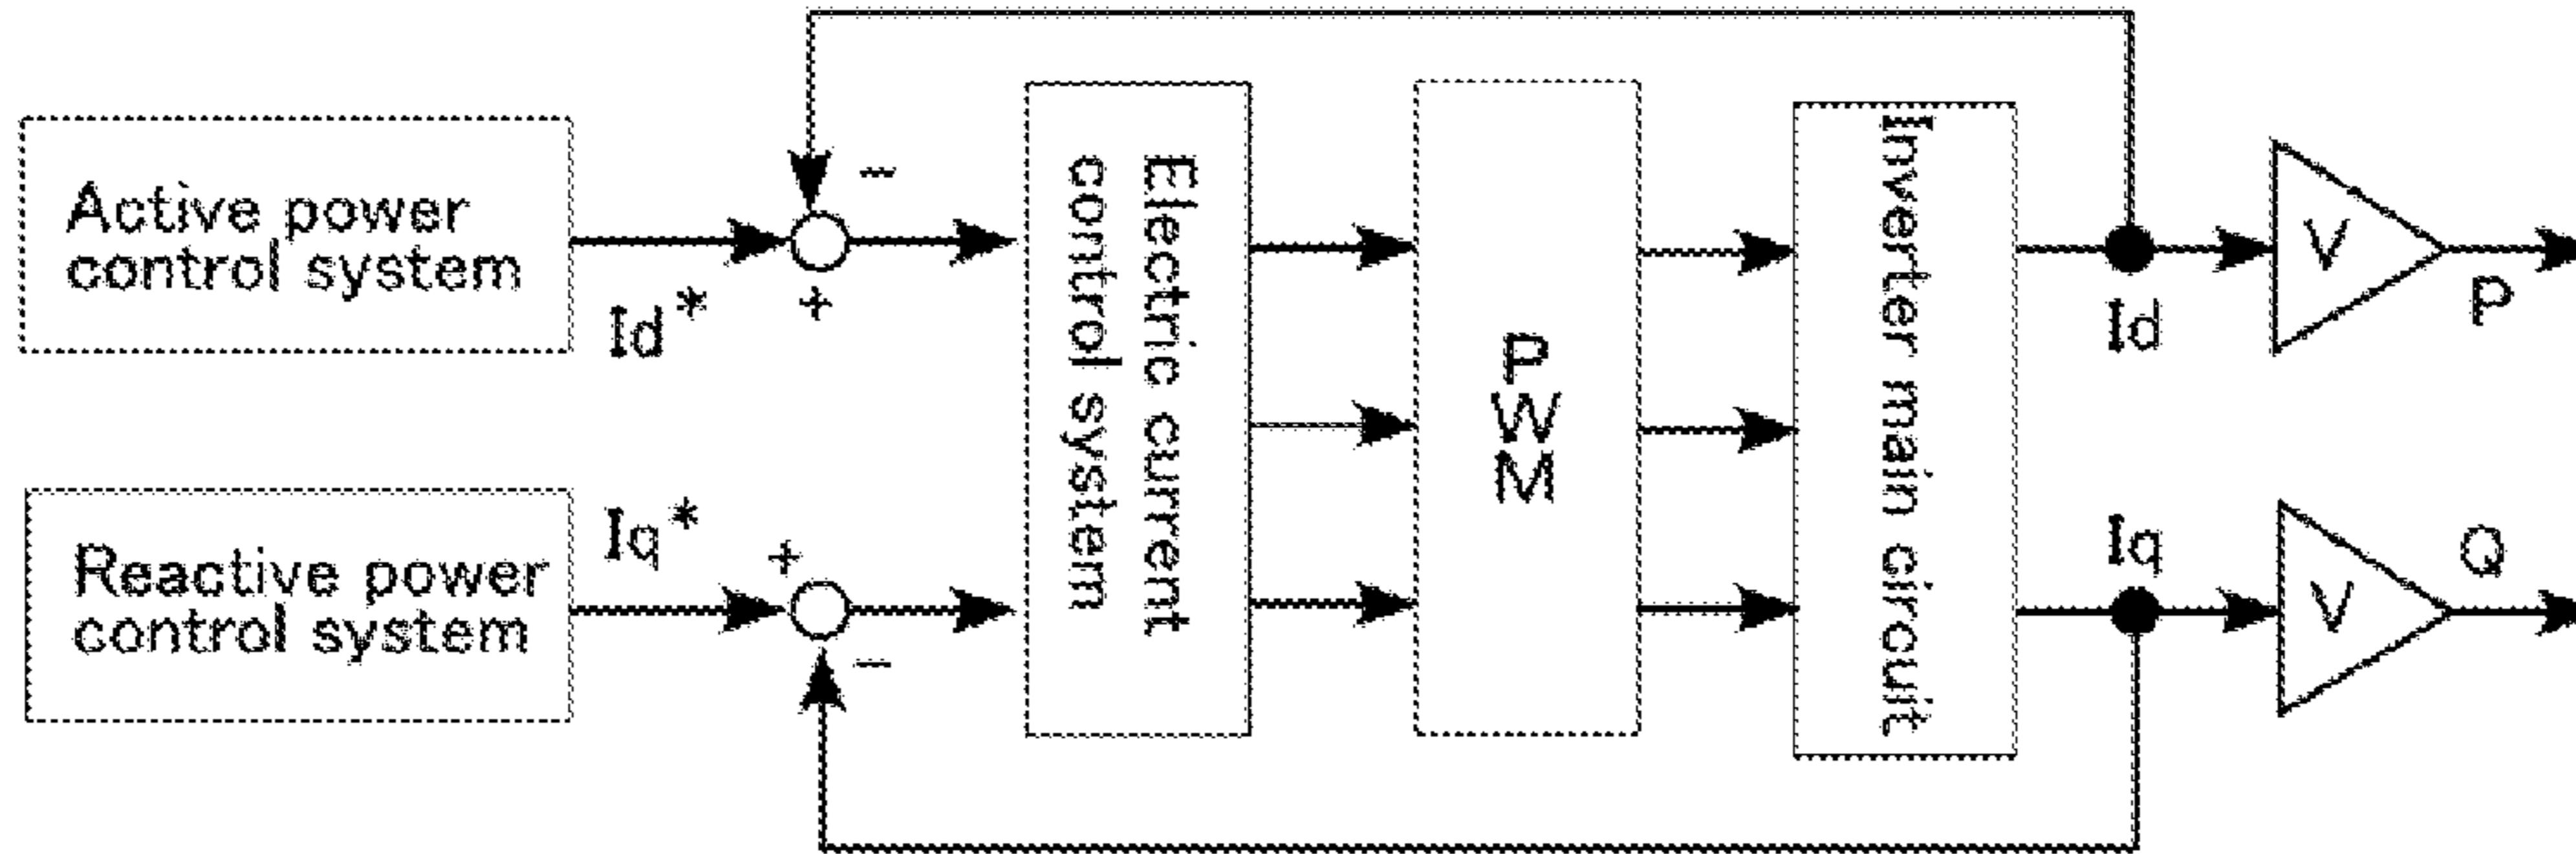 Active power
control system
Id*
−
+
Reactive power
control system
Iq*
+
−
Electric current
control system
P
W
M
Inverter main circuit
Id
V
P
Iq
V
Q